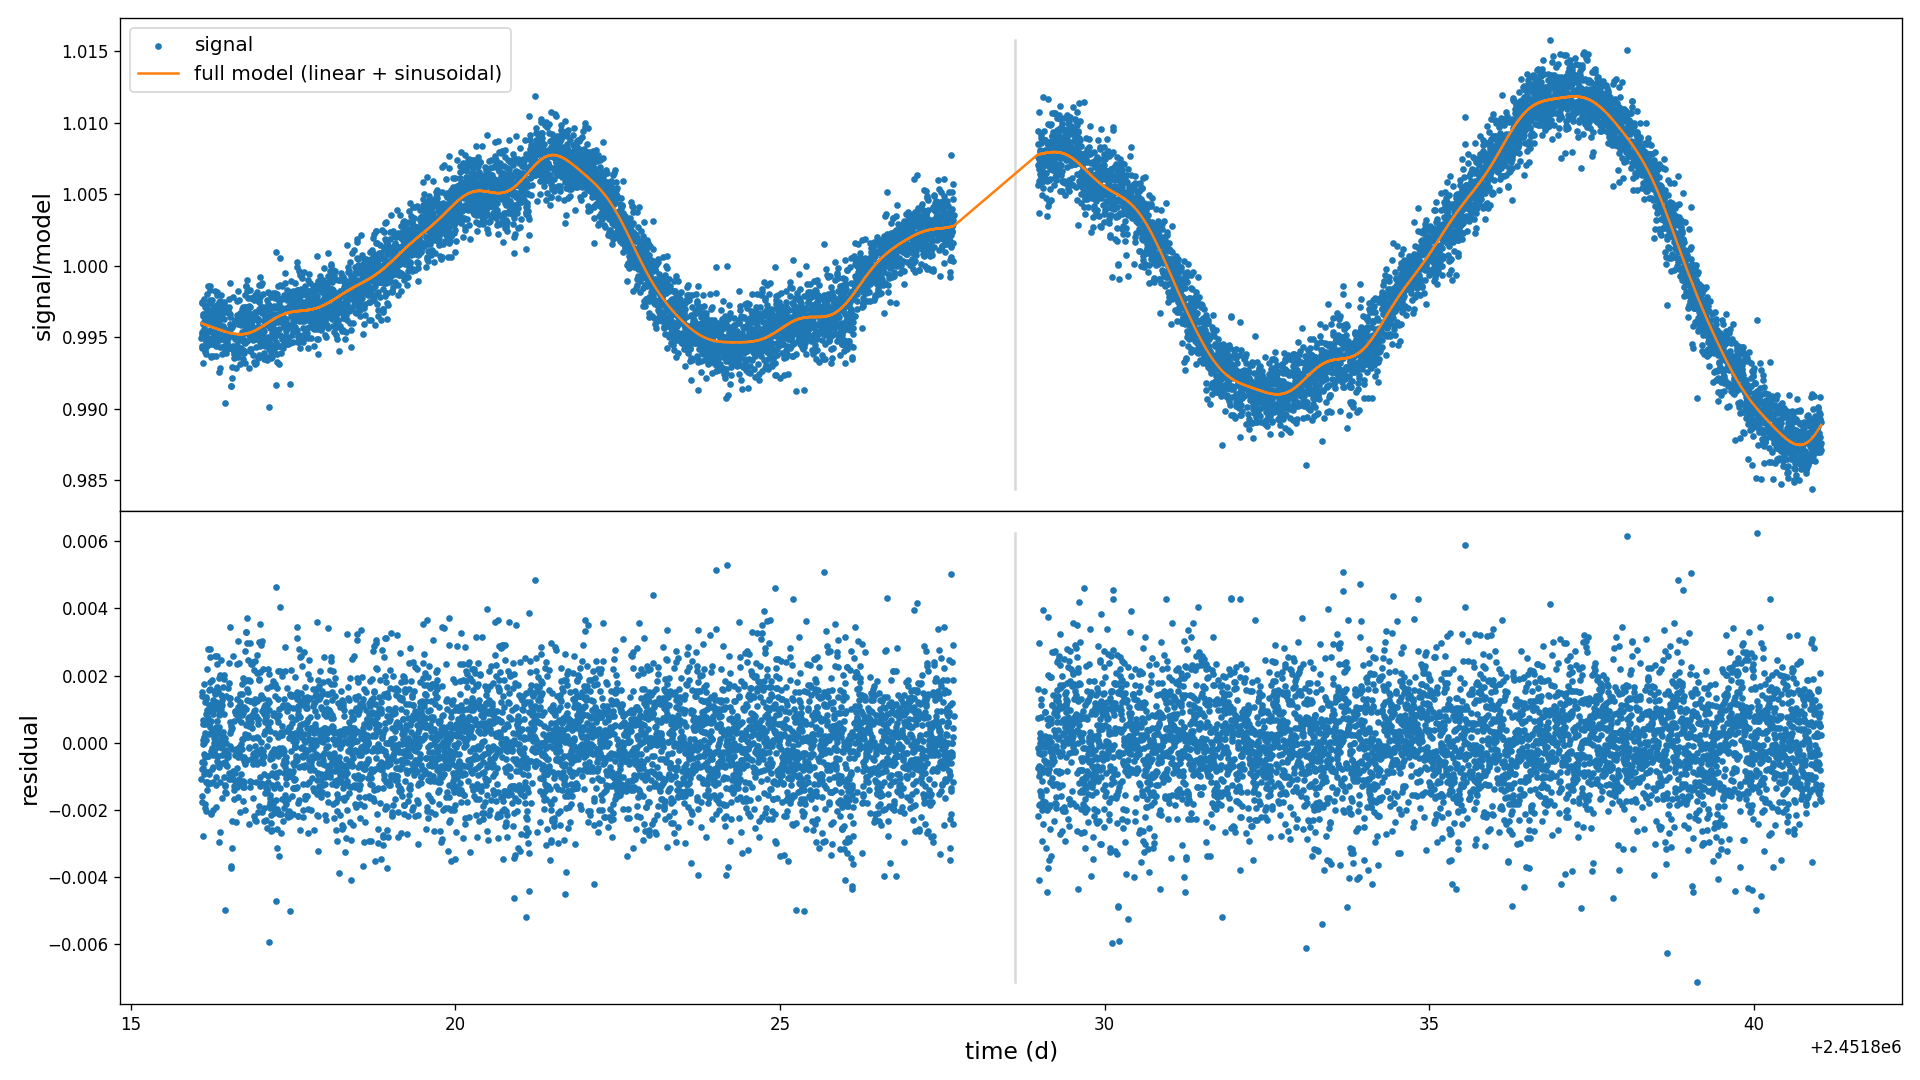 signal
full model (linear + sinusoidal)
signal/model
1.015
1.010
1.005
1.000
0.995
0.990
0.985
residual
0.006
0.004
0.002
0.000
−0.002
−0.004
−0.006
15 20 25 30 35 40
time (d)
+2.4518e6